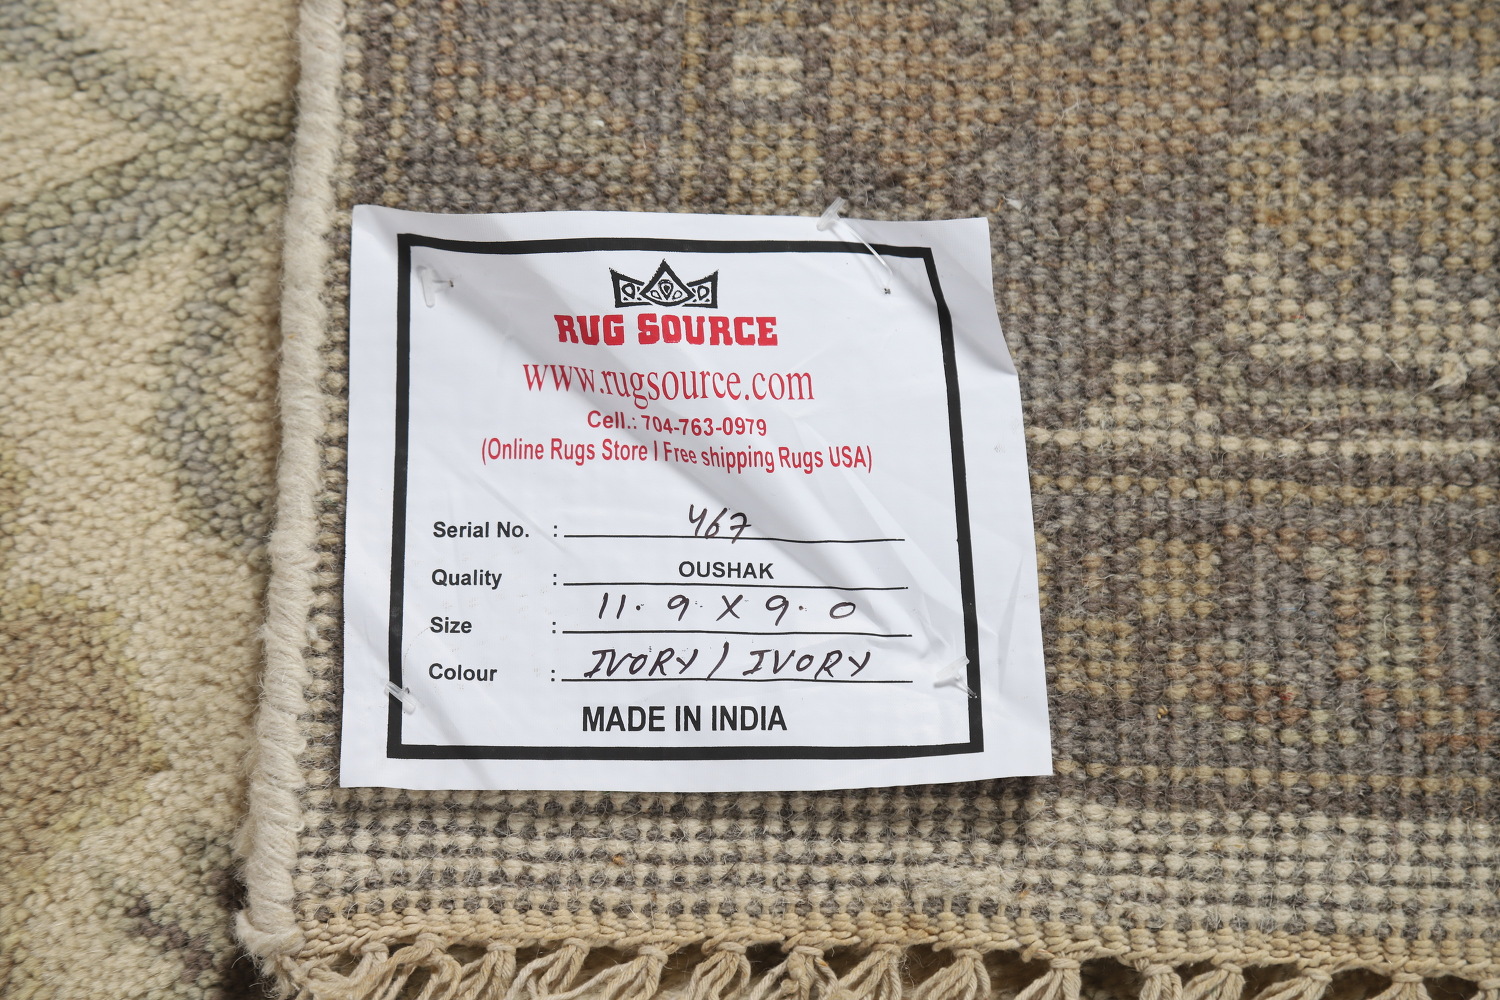 RUG SOURCE
www.rugsource.com
Cell.: 704-763-0979
(Online Rugs Store | Free shipping Rugs USA)
Serial No. : 467
Quality : OUSHAK
Size : 11.9 X 9.0
Colour : IVORY / IVORY
MADE IN INDIA